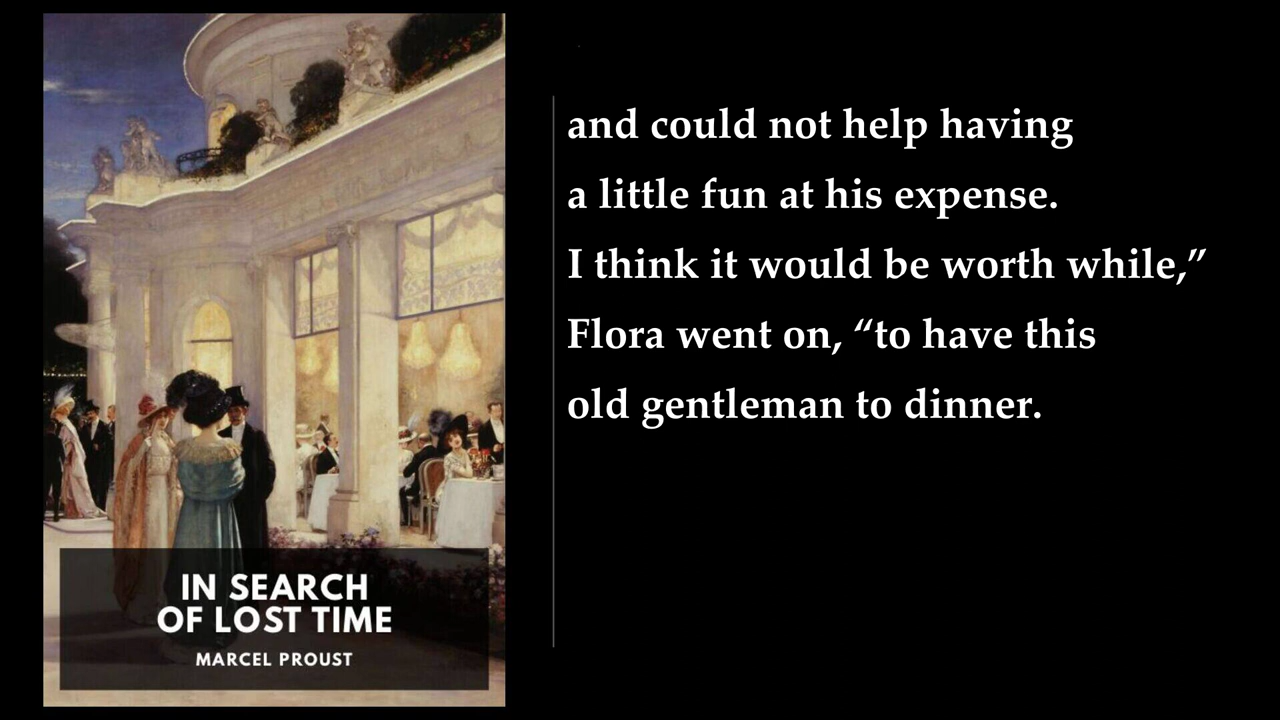 and could not help having
a little fun at his expense.
I think it would be worth while,”
Flora went on, “to have this
old gentleman to dinner.
IN SEARCH
OF LOST TIME
MARCEL PROUST